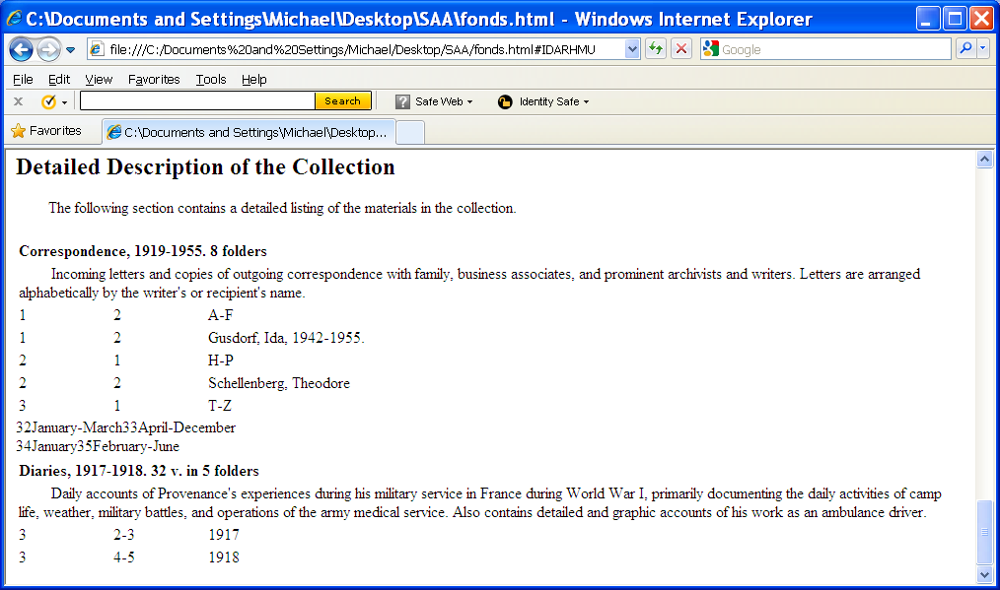 C:\Documents and Settings\Michael\Desktop\SAA\fonds.html - Windows Internet Explorer
file:///C:/Documents%20and%20Settings/Michael/Desktop/SAA/fonds.html#IDARHMU Google
File Edit View Favorites Tools Help
x Search Safe Web Identity Safe
Favorites C:\Documents and Settings\Michael\Desktop...
Detailed Description of the Collection
The following section contains a detailed listing of the materials in the collection.
Correspondence, 1919-1955. 8 folders
Incoming letters and copies of outgoing correspondence with family, business associates, and prominent archivists and writers. Letters are arranged
alphabetically by the writer's or recipient's name.
1 2 A-F
1 2 Gusdorf, Ida, 1942-1955.
2 1 H-P
2 2 Schellenberg, Theodore
3 1 T-Z
32January-March33April-December
34January35February-June
Diaries, 1917-1918. 32 v. in 5 folders
Daily accounts of Provenance's experiences during his military service in France during World War I, primarily documenting the daily activities of camp
life, weather, military battles, and operations of the army medical service. Also contains detailed and graphic accounts of his work as an ambulance driver.
3 2-3 1917
3 4-5 1918